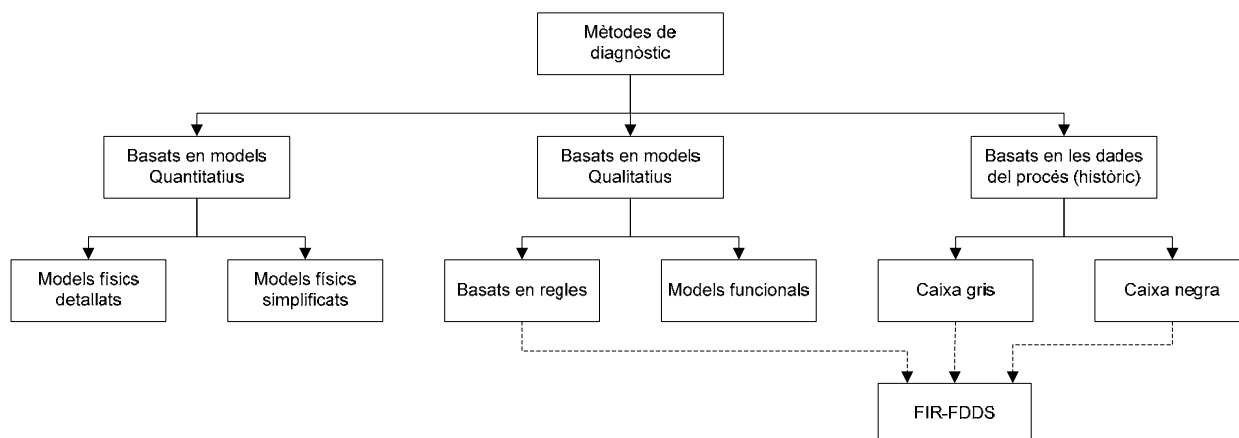 Mètodes de
diagnòstic
Basats en models
Quantitatius
Basats en models
Qualitatius
Basats en les dades
del procés (històric)
Models fisics
detallats
Models físics
simplificats
Basats en regles
Models funcionals
Caixa gris
Caixa negra
FIR-FDDS